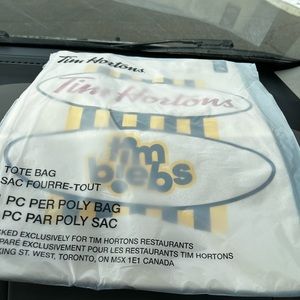 Tim Hortons
Tim Hortons
Tim
biebs
TOTE BAG
SAC FOURRE-TOUT
PC PER POLY BAG
PC PAR POLY SAC
CKED EXCLUSIVELY FOR TIM HORTONS RESTAURANTS
PARÉ EXCLUSIVEMENT POUR LES RESTAURANTS TIM HORTONS
KING ST. WEST, TORONTO, ON M5X 1E1 CANADA